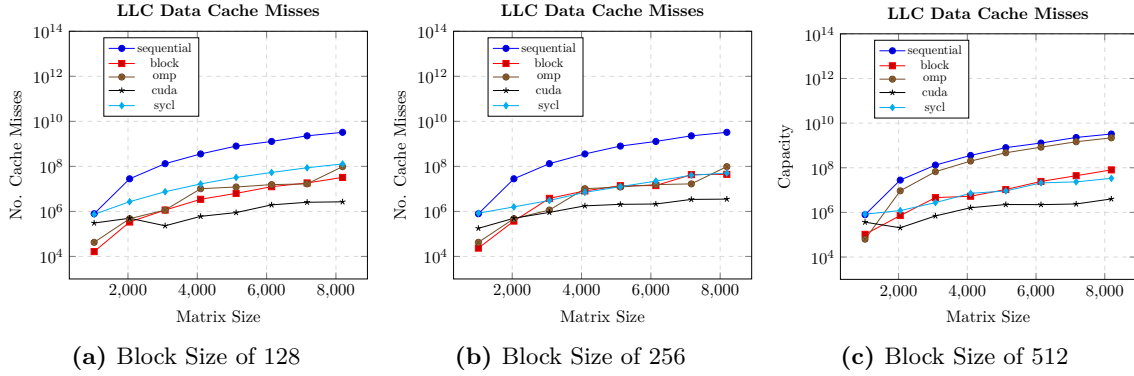 LLC Data Cache Misses
10^14
10^12
10^10
10^8
10^6
10^4
No. Cache Misses
sequential
block
omp
cuda
sycl
2,000 4,000 6,000 8,000
Matrix Size
(a) Block Size of 128
LLC Data Cache Misses
10^14
10^12
10^10
10^8
10^6
10^4
No. Cache Misses
sequential
block
omp
cuda
sycl
2,000 4,000 6,000 8,000
Matrix Size
(b) Block Size of 256
LLC Data Cache Misses
10^14
10^12
10^10
10^8
10^6
10^4
Capacity
sequential
block
omp
cuda
sycl
2,000 4,000 6,000 8,000
Matrix Size
(c) Block Size of 512